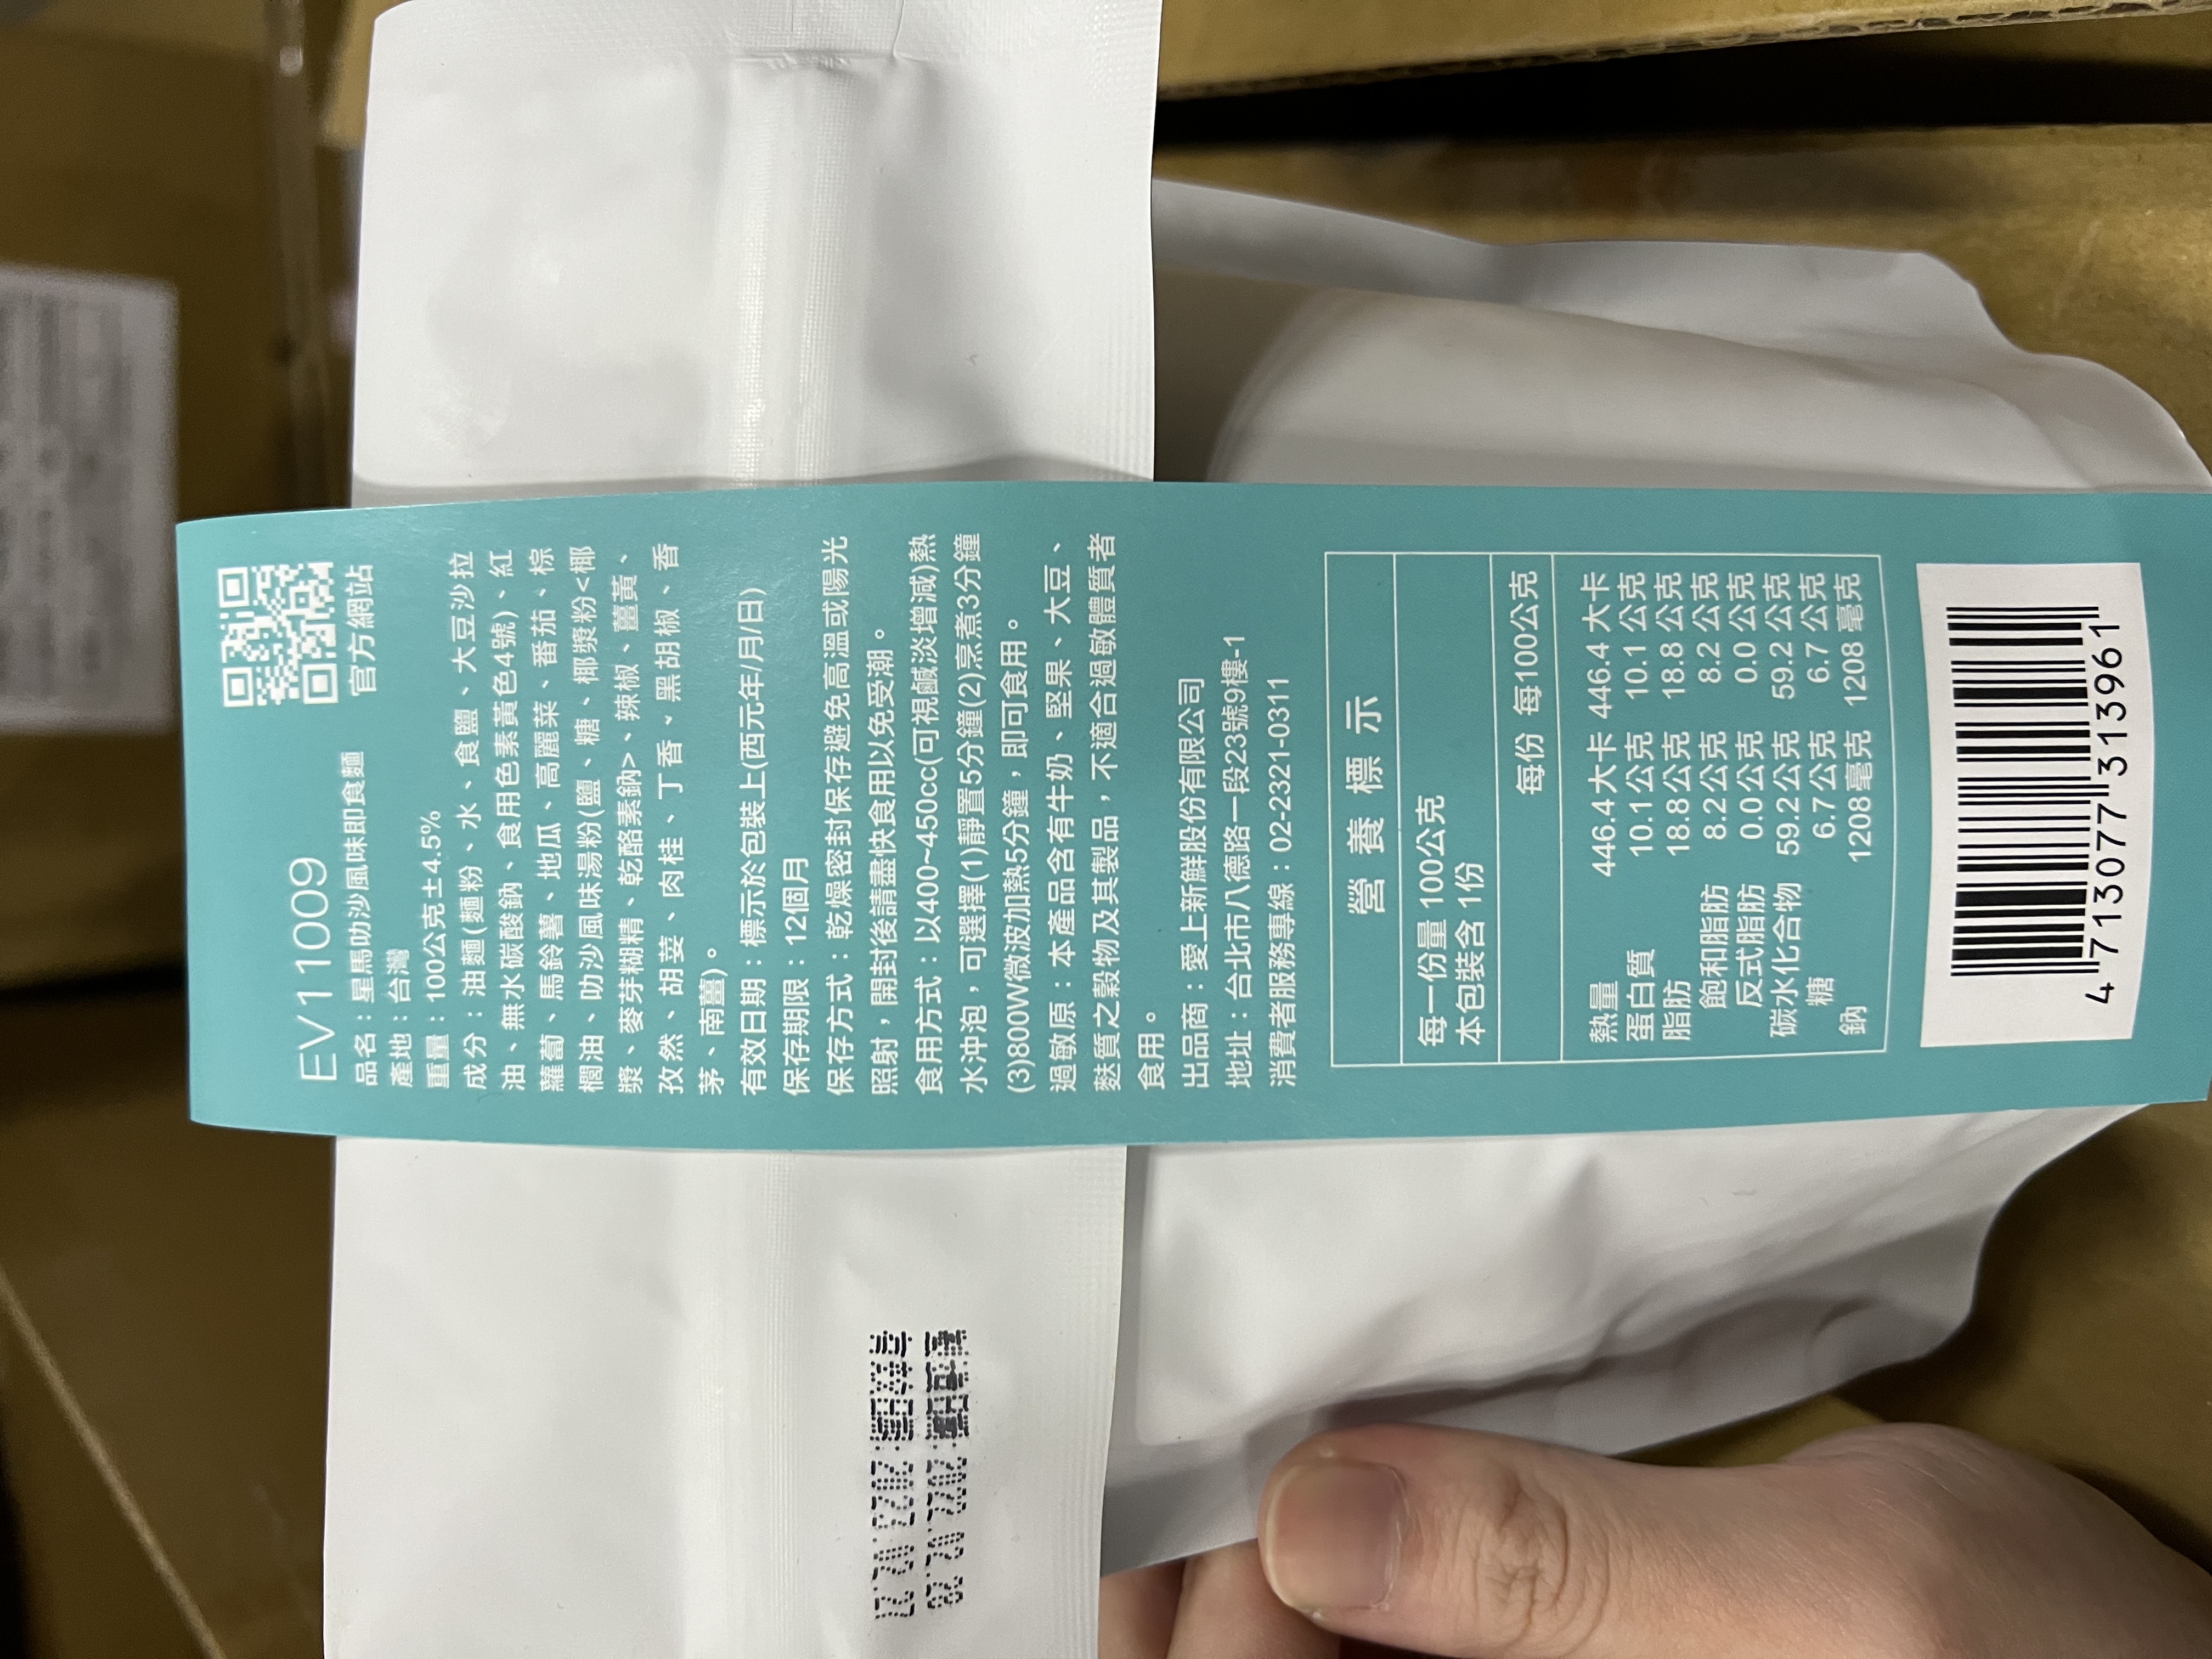 官方網站
EV11009
品名：星馬叻沙風味即食麵
產地：台灣
重量：100公克±4.5%
成分：油麵(麵粉、水、食鹽、大豆沙拉
油、無水碳酸鈉、食用色素黃色4號)、紅
蘿蔔、馬鈴薯、地瓜、高麗菜、番茄、棕
櫚油、叻沙風味湯粉(鹽、糖、椰漿粉<椰
漿、麥芽糊精、乾酪素鈉>、辣椒、薑黃、
孜然、胡荽、肉桂、丁香、黑胡椒、香
茅、南薑)。
有效日期：標示於包裝上(西元年/月/日)
保存期限：12個月
保存方式：乾燥密封保存避免高溫或陽光
照射，開封後請盡快食用以免受潮。
食用方式：以400~450cc(可視鹹淡增減)熱
水沖泡，可選擇(1)靜置5分鐘(2)烹煮3分鐘
(3)800W微波加熱5分鐘，即可食用。
過敏原：本產品含有牛奶、堅果、大豆、
麩質之穀物及其製品，不適合過敏體質者
食用。
出品商：愛上新鮮股份有限公司
地址：台北市八德路一段23號9樓-1
消費者服務專線：02-2321-0311
營養標示
每一份量 100公克
本包裝含 1份
每份 每100公克
熱量 446.4大卡 446.4 大卡
蛋白質 10.1公克 10.1 公克
脂肪 18.8公克 18.8 公克
飽和脂肪 8.2公克 8.2 公克
反式脂肪 0.0公克 0.0 公克
碳水化合物 59.2公克 59.2 公克
糖 6.7公克 6.7 公克
鈉 1208毫克 1208 毫克
4 713077 313961